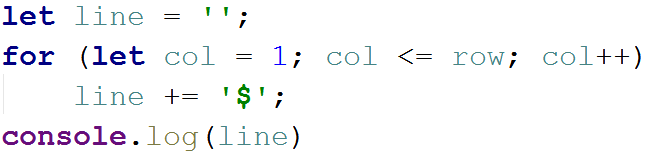 let line = '';
for (let col = 1; col <= row; col++)
    line += '$';
console.log(line)